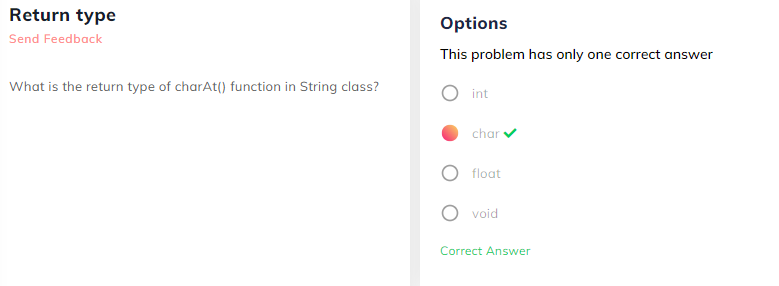 Return type
Send Feedback
What is the return type of charAt() function in String class?
Options
This problem has only one correct answer
int
char
float
void
Correct Answer